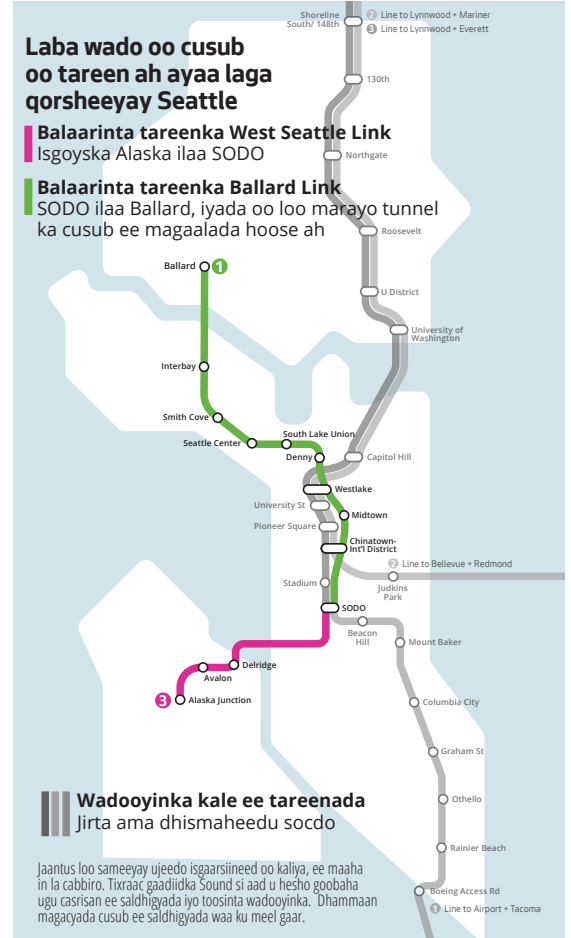 Laba wado oo cusub
oo tareen ah ayaa laga
qorsheeyay Seattle
Balaarinta tareenka West Seattle Link
Isgoyska Alaska ilaa SODO
Balaarinta tareenka Ballard Link
SODO ilaa Ballard, iyada oo loo marayo tunnel
ka cusub ee magaalada hoose ah
Shoreline
South/ 148th
2 Line to Lynnwood + Mariner
3 Line to Lynnwood + Everett
130th
Northgate
Roosevelt
U District
University of
Washington
Ballard
1
Interbay
Smith Cove
Seattle Center
South Lake Union
Denny
Capitol Hill
Westlake
University St
Midtown
Pioneer Square
Chinatown-
Int'l District
2 Line to Bellevue + Redmond
Stadium
Judkins
Park
SODO
Beacon
Hill
Mount Baker
Delridge
Avalon
3
Alaska Junction
Columbia City
Graham St
Othello
Rainier Beach
Boeing Access Rd
1 Line to Airport + Tacoma
Wadooyinka kale ee tareenada
Jirta ama dhismaheedu socdo
Jaantus loo sameeyay ujeedo isgaarsiineed oo kaliya, ee maaha
in la cabbiro. Tixraac gaadiidka Sound si aad u hesho goobaha
ugu casrisan ee saldhigyada iyo toosinta wadooyinka. Dhammaan
magacyada cusub ee saldhigyada waa ku meel gaar.